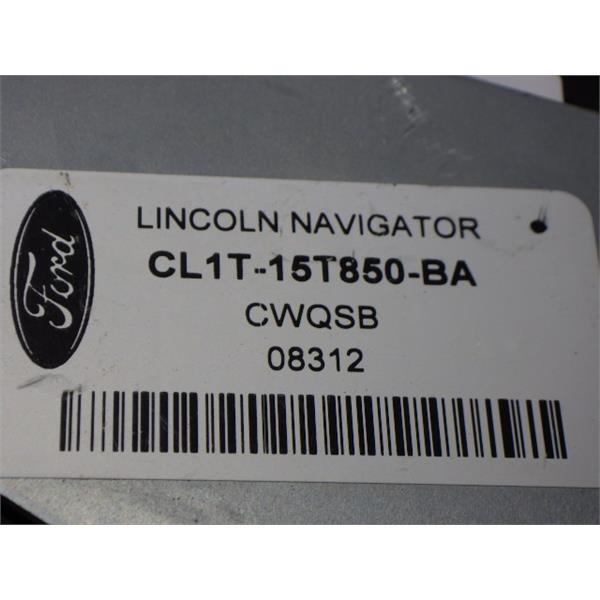 Ford
LINCOLN NAVIGATOR
CL1T-15T850-BA
CWQSB
08312